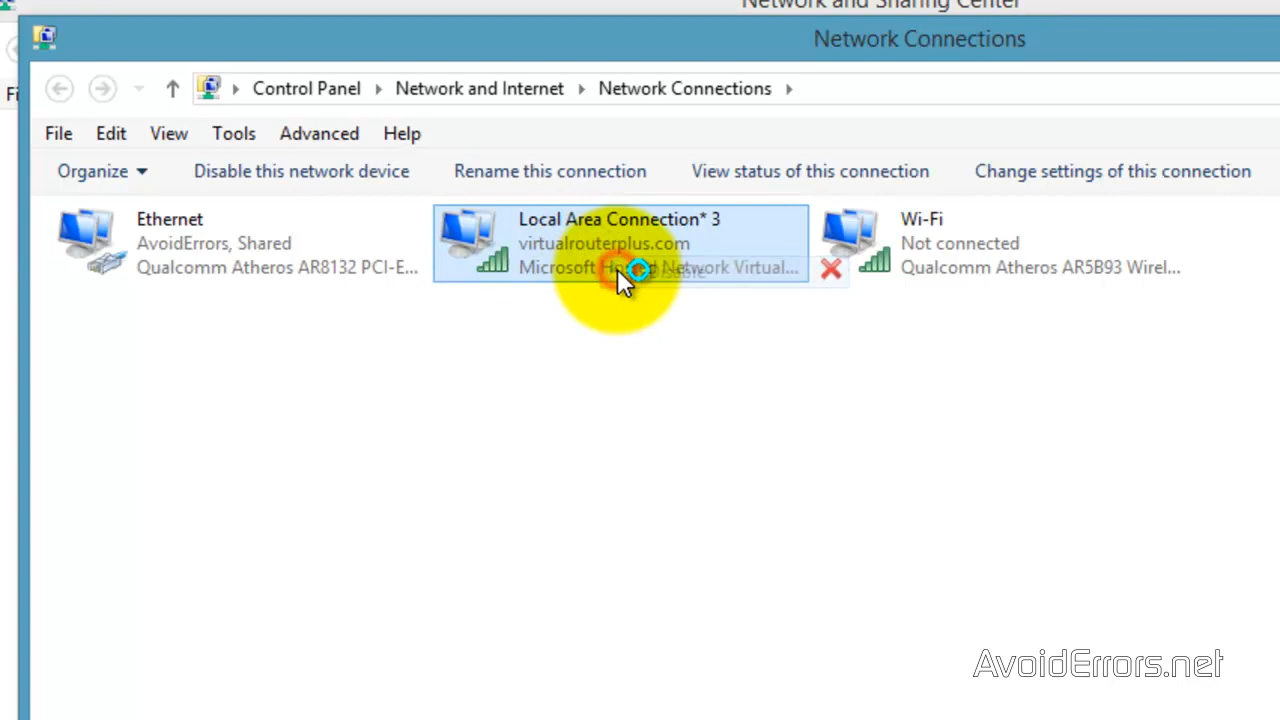 Network and Sharing Center
Network Connections
Fi
Control Panel Network and Internet Network Connections
File Edit View Tools Advanced Help
Organize Disable this network device Rename this connection View status of this connection Change settings of this connection
Ethernet
AvoidErrors, Shared
Qualcomm Atheros AR8132 PCI-E...
Local Area Connection* 3
virtualrouterplus.com
Microsoft Hosted Network Virtual...
Disable
Wi-Fi
Not connected
Qualcomm Atheros AR5B93 Wirel...
AvoidErrors.net